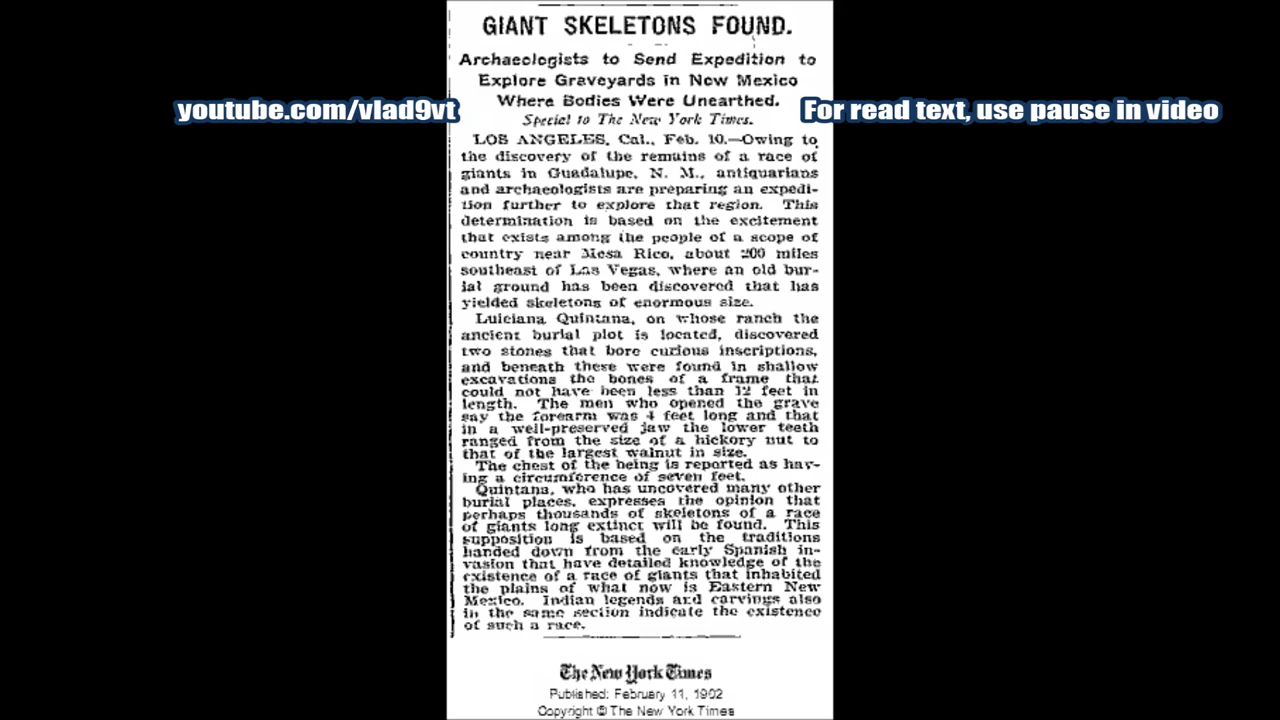 GIANT SKELETONS FOUND.
Archaeologists to Send Expedition to
Explore Graveyards in New Mexico
Where Bodies Were Unearthed.
youtube.com/vlad9vt
For read text, use pause in video
Special to The New York Times.
LOS ANGELES, Cal., Feb. 10.—Owing to
the discovery of the remains of a race of
giants in Guadalupe, N. M., antiquarians
and archaeologists are preparing an expedi-
tion further to explore that region. This
determination is based on the excitement
that exists among the people of a scope of
country near Mesa Rico, about 200 miles
southeast of Las Vegas, where an old bur-
ial ground has been discovered that has
yielded skeletons of enormous size.
Luiciana Quintana, on whose ranch the
ancient burial plot is located, discovered
two stones that bore curious inscriptions,
and beneath these were found in shallow
excavations the bones of a frame that
could not have been less than 12 feet in
length. The men who opened the grave
say the forearm was 4 feet long and that
in a well-preserved jaw the lower teeth
ranged from the size of a hickory nut to
that of the largest walnut in size.
The chest of the being is reported as hav-
ing a circumference of seven feet.
Quintana, who has uncovered many other
burial places, expresses the opinion that
perhaps thousands of skeletons of a race
of giants long extinct will be found. This
supposition is based on the traditions
handed down from the early Spanish in-
vasion that have detailed knowledge of the
existence of a race of giants that inhabited
the plains of what now is Eastern New
Mexico. Indian legends and carvings also
in the same section indicate the existence
of such a race.
The New York Times
Published: February 11, 1902
Copyright © The New York Times